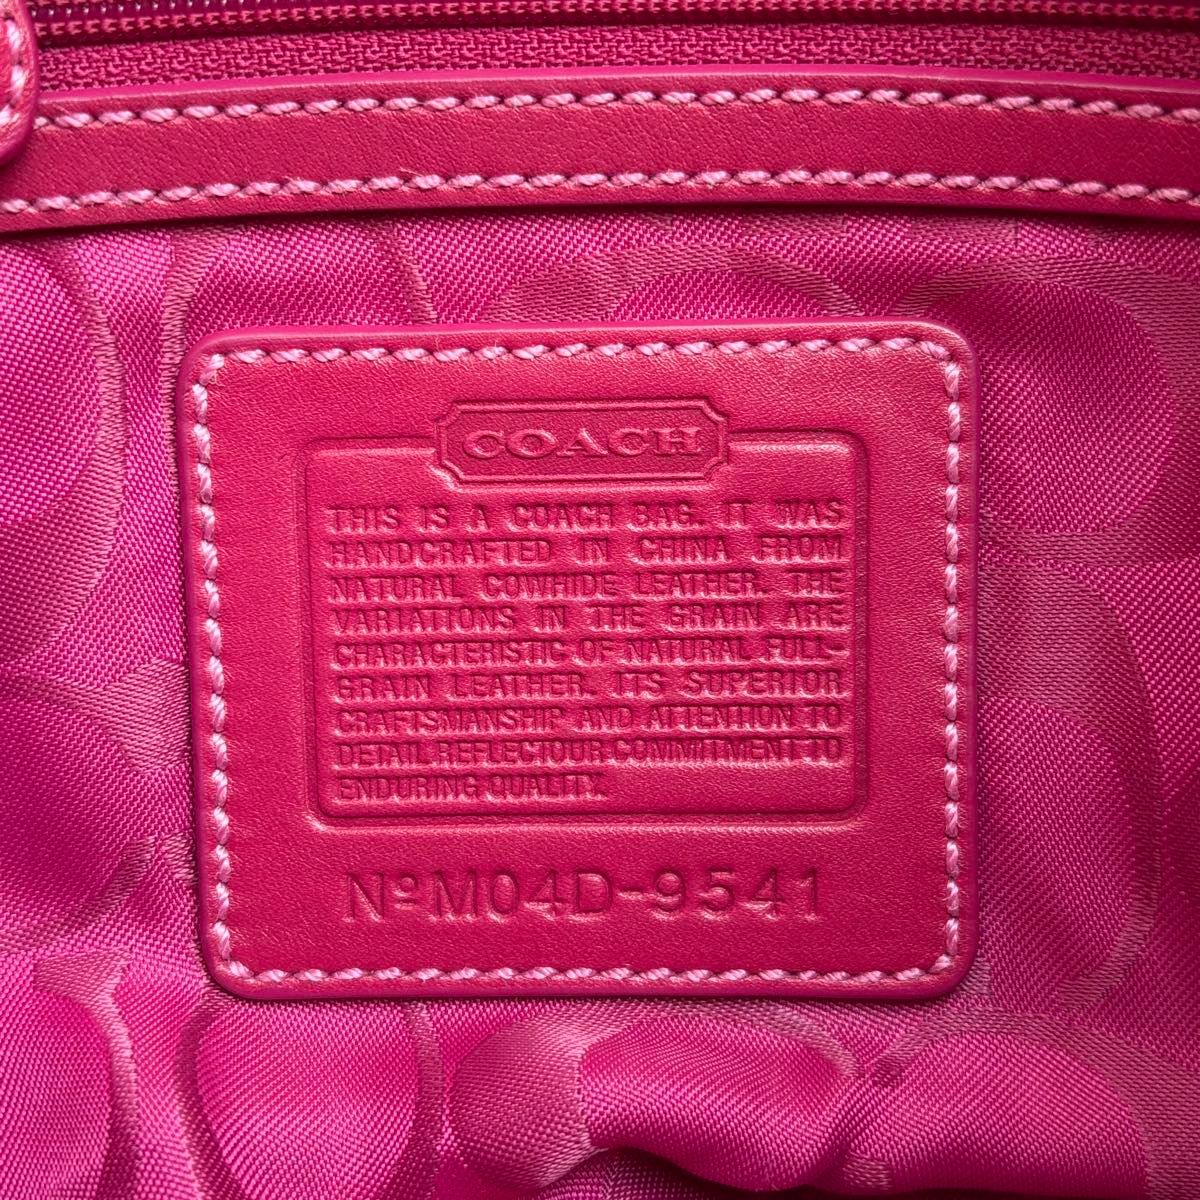 COACH
THIS IS A COACH BAG. IT WAS
HANDCRAFTED IN CHINA FROM
NATURAL COWHIDE LEATHER. THE
VARIATIONS IN THE GRAIN ARE
CHARACTERISTIC OF NATURAL FULL-
GRAIN LEATHER. ITS SUPERIOR
CRAFTSMANSHIP AND ATTENTION TO
DETAIL REFLECT OUR COMMITMENT TO
ENDURING QUALITY.
Nº M04D-9541